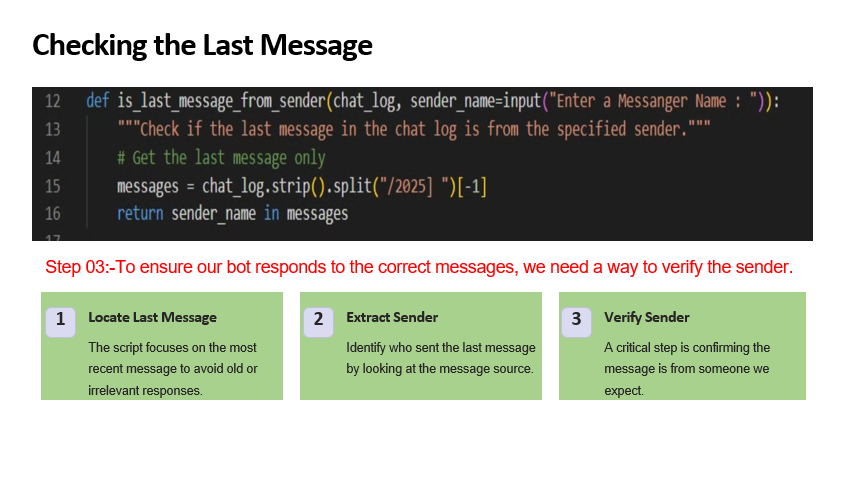 Checking the Last Message
12 def is_last_message_from_sender(chat_log, sender_name=input("Enter a Messanger Name : ")):
13 """Check if the last message in the chat log is from the specified sender."""
14 # Get the last message only
15 messages = chat_log.strip().split("/2025] ")[-1]
16 return sender_name in messages
17
Step 03:-To ensure our bot responds to the correct messages, we need a way to verify the sender.
1 Locate Last Message
The script focuses on the most
recent message to avoid old or
irrelevant responses.
2 Extract Sender
Identify who sent the last message
by looking at the message source.
3 Verify Sender
A critical step is confirming the
message is from someone we
expect.